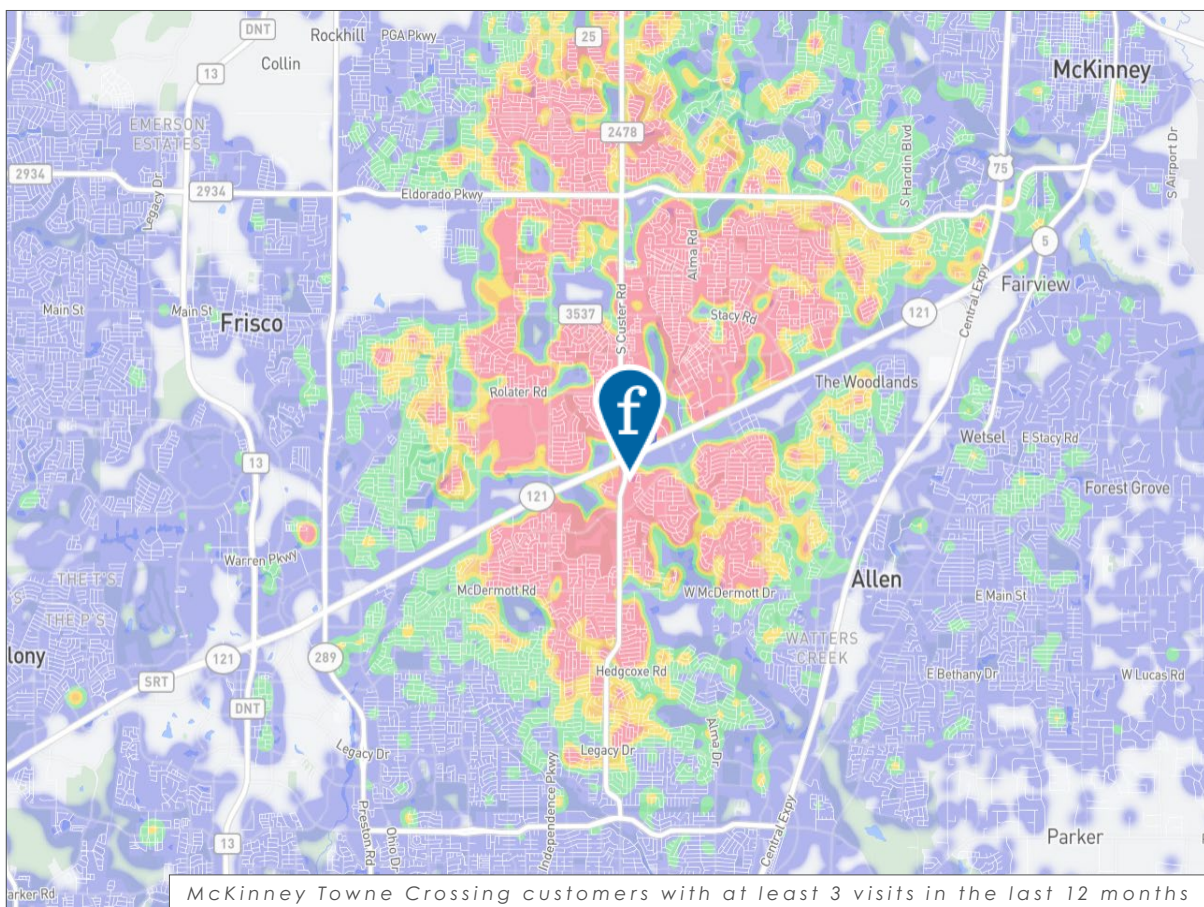 DNT
Rockhill
PGA Pkwy
25
13
Collin
McKinney
EMERSON
ESTATES
2478
S Hardin Blvd
75
S Airport Dr
2934
Legacy Dr
2934
Eldorado Pkwy
Alma Rd
5
Central Expy
Fairview
Main St
Main St
Frisco
3537
S Custer Rd
Stacy Rd
121
Rolater Rd
The Woodlands
f
Wetsel
E Stacy Rd
13
121
Forest Grove
Warren Pkwy
THE T'S
S
THE P'S
McDermott Rd
W McDermott Dr
Allen
E Main St
WATTERS
CREEK
lony
121
289
SRT
Hedgcoxe Rd
E Bethany Dr
W Lucas Rd
DNT
Legacy Dr
Legacy Dr
Alma Dr
Independence Pkwy
Preston Rd
Ohio Dr
Central Expy
13
Parker
arker Rd
McKinney Towne Crossing customers with at least 3 visits in the last 12 months